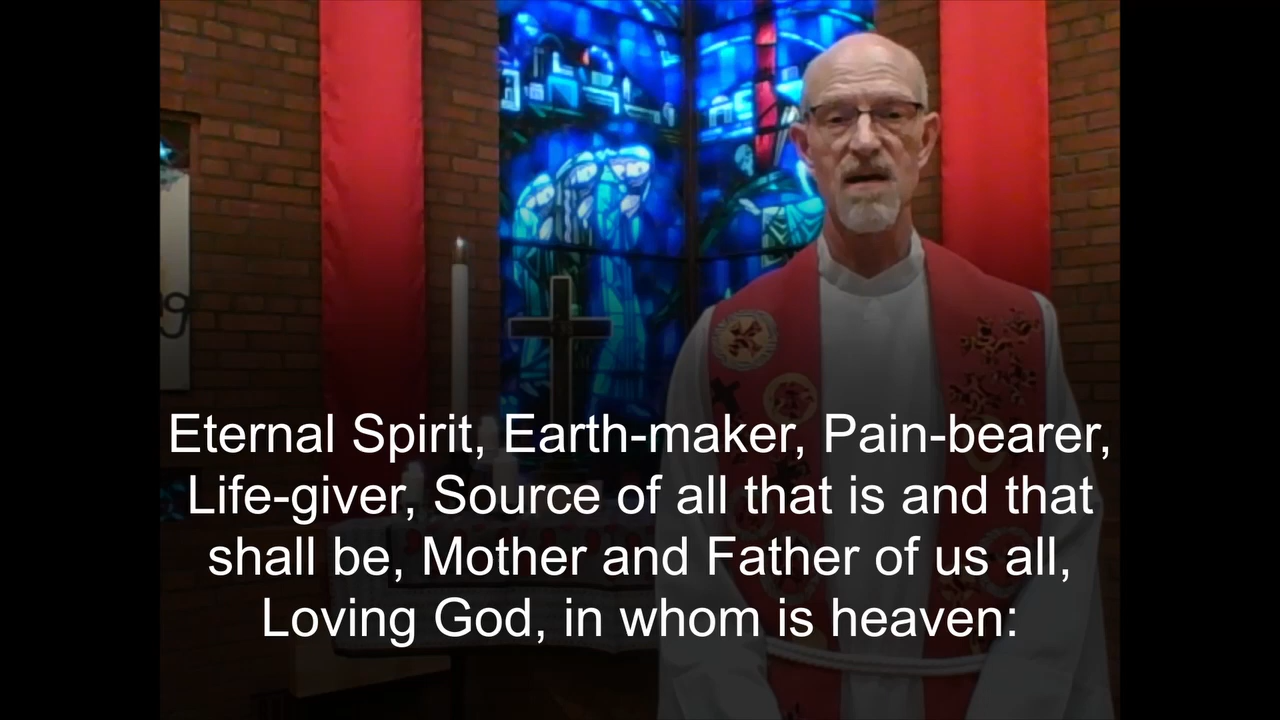 Eternal Spirit, Earth-maker, Pain-bearer,
Life-giver, Source of all that is and that
shall be, Mother and Father of us all,
Loving God, in whom is heaven: